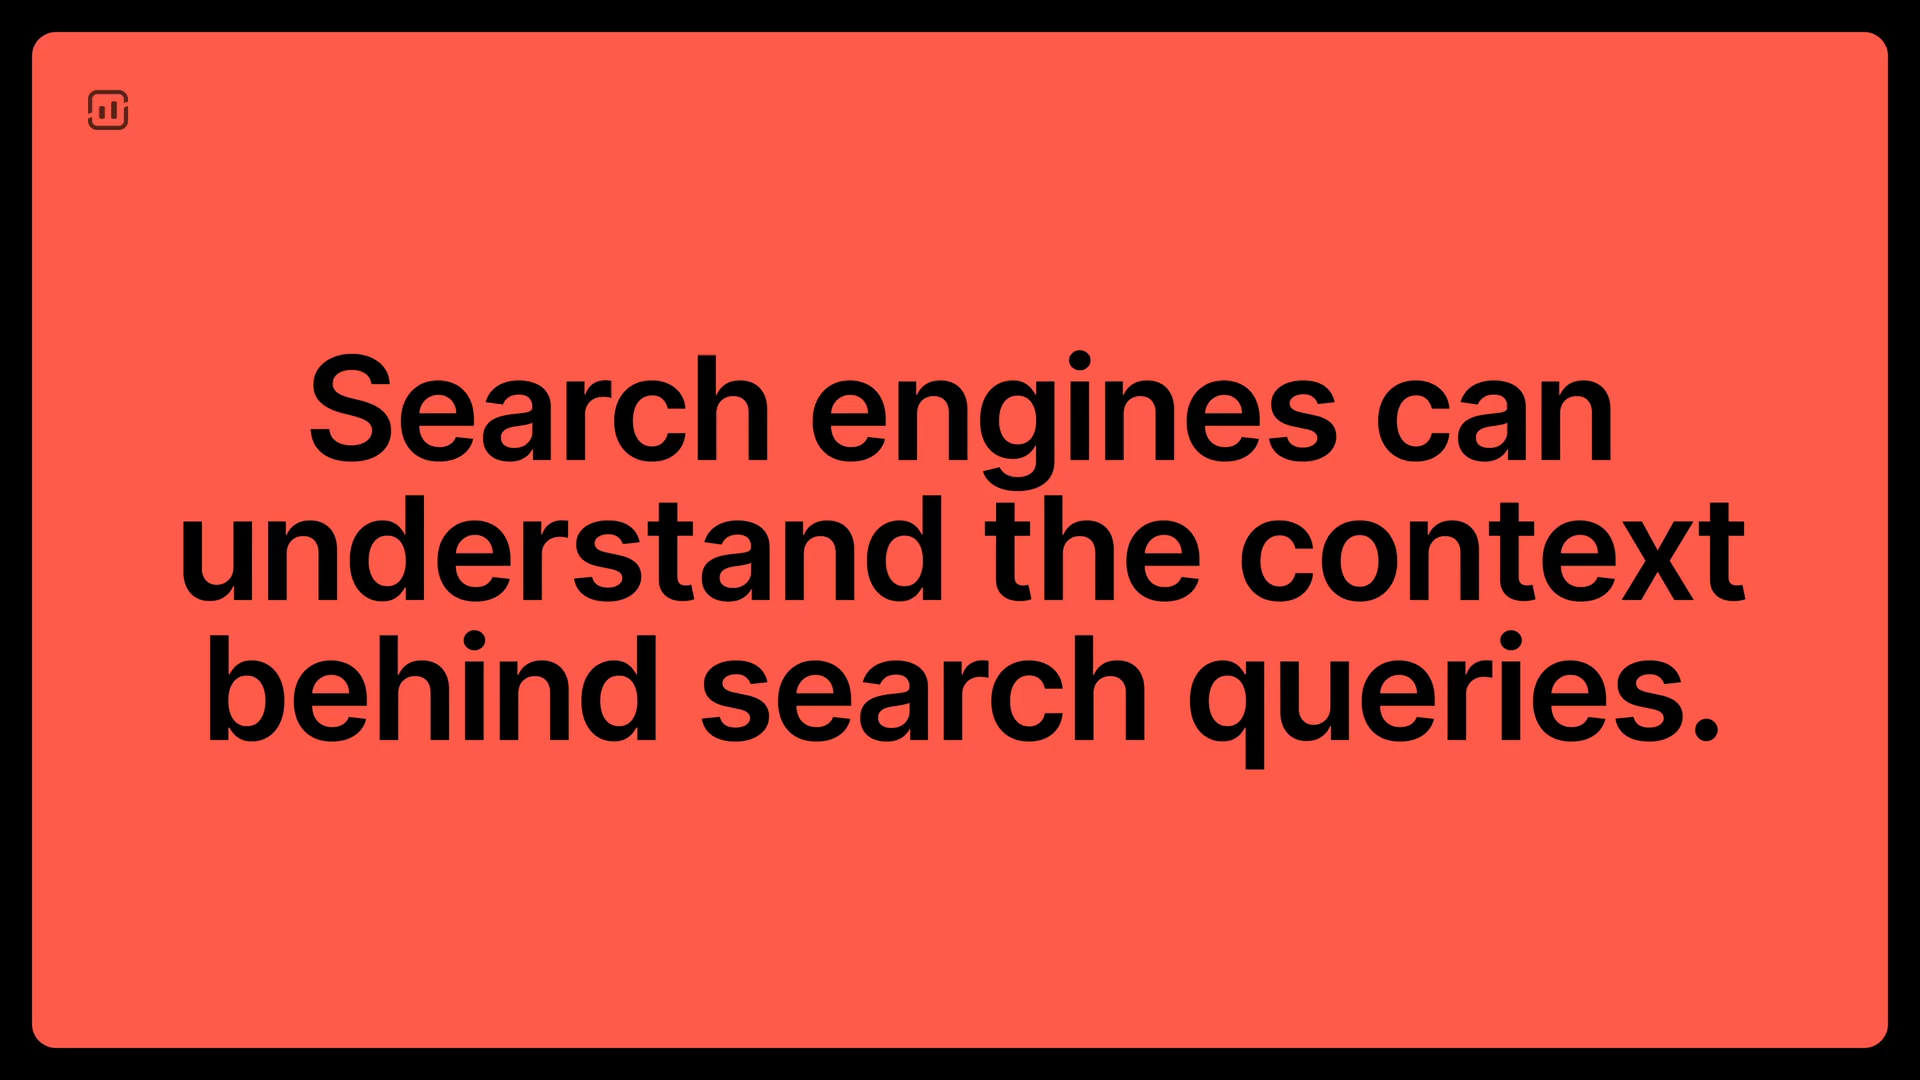 Search engines can
understand the context
behind search queries.